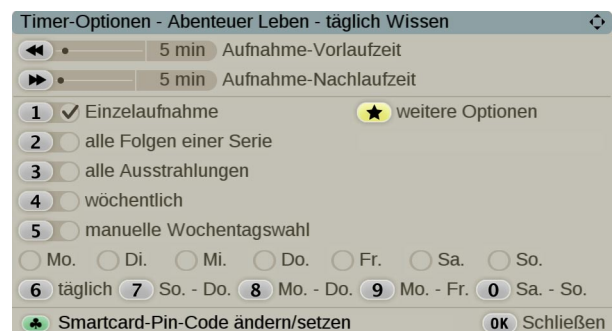 Timer-Optionen - Abenteuer Leben - täglich Wissen
5 min Aufnahme-Vorlaufzeit
5 min Aufnahme-Nachlaufzeit
1 Einzelaufnahme weitere Optionen
2 alle Folgen einer Serie
3 alle Ausstrahlungen
4 wöchentlich
5 manuelle Wochentagswahl
Mo. Di. Mi. Do. Fr. Sa. So.
6 täglich 7 So. - Do. 8 Mo. - Do. 9 Mo. - Fr. 0 Sa. - So.
Smartcard-Pin-Code ändern/setzen OK Schließen